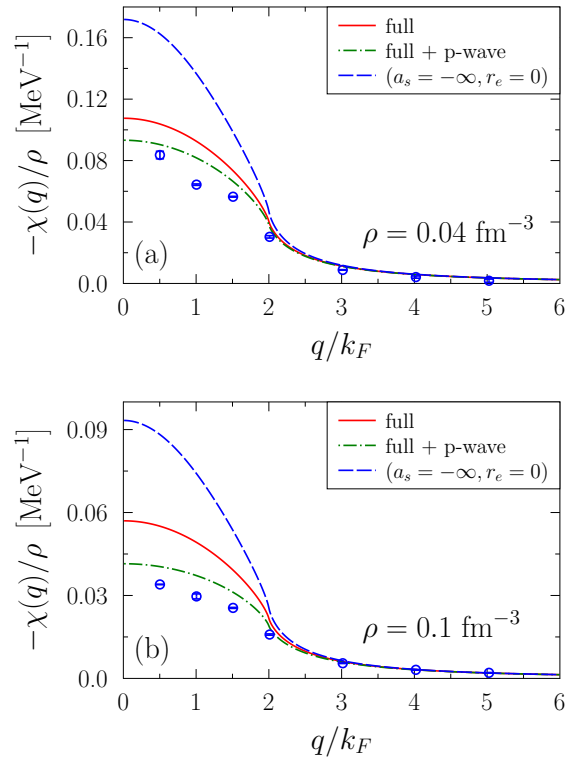 −χ(q)/ρ [MeV⁻¹]
0.16
0.12
0.08
0.04
0.0
full
full + p-wave
(aₛ = −∞, rₑ = 0)
(a)
ρ = 0.04 fm⁻³
0 1 2 3 4 5 6
q/k_F
−χ(q)/ρ [MeV⁻¹]
0.09
0.06
0.03
0.0
full
full + p-wave
(aₛ = −∞, rₑ = 0)
(b)
ρ = 0.1 fm⁻³
0 1 2 3 4 5 6
q/k_F